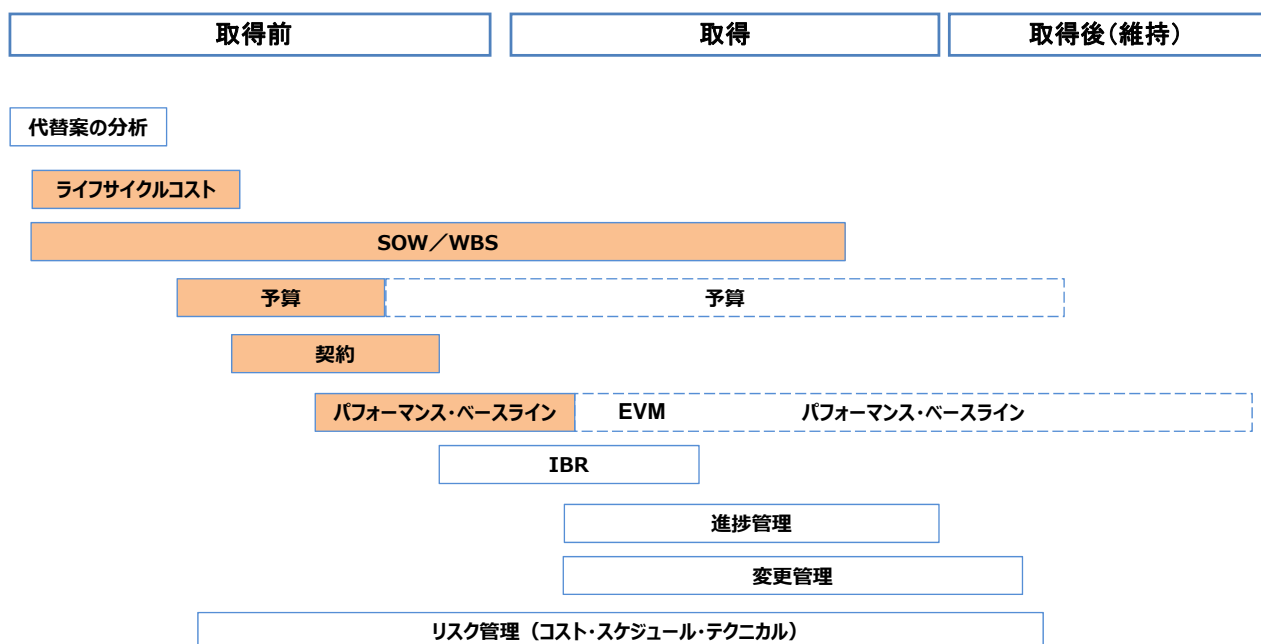 取得前
取得
取得後(維持)
代替案の分析
ライフサイクルコスト
SOW／WBS
予算
予算
契約
パフォーマンス・ベースライン
EVM
パフォーマンス・ベースライン
IBR
進捗管理
変更管理
リスク管理（コスト・スケジュール・テクニカル）